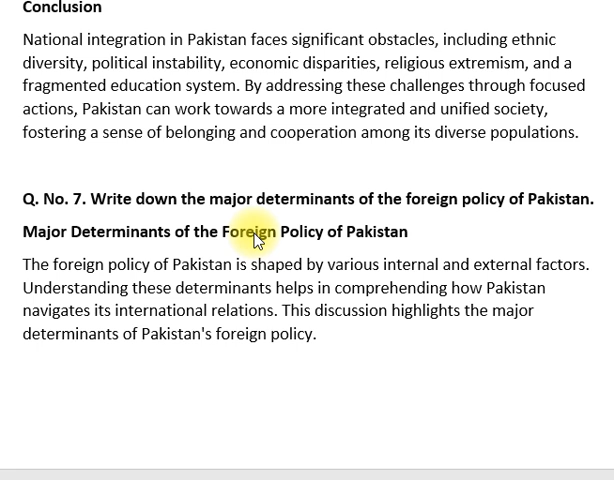 Conclusion
National integration in Pakistan faces significant obstacles, including ethnic
diversity, political instability, economic disparities, religious extremism, and a
fragmented education system. By addressing these challenges through focused
actions, Pakistan can work towards a more integrated and unified society,
fostering a sense of belonging and cooperation among its diverse populations.
Q. No. 7. Write down the major determinants of the foreign policy of Pakistan.
Major Determinants of the Foreign Policy of Pakistan
The foreign policy of Pakistan is shaped by various internal and external factors.
Understanding these determinants helps in comprehending how Pakistan
navigates its international relations. This discussion highlights the major
determinants of Pakistan's foreign policy.